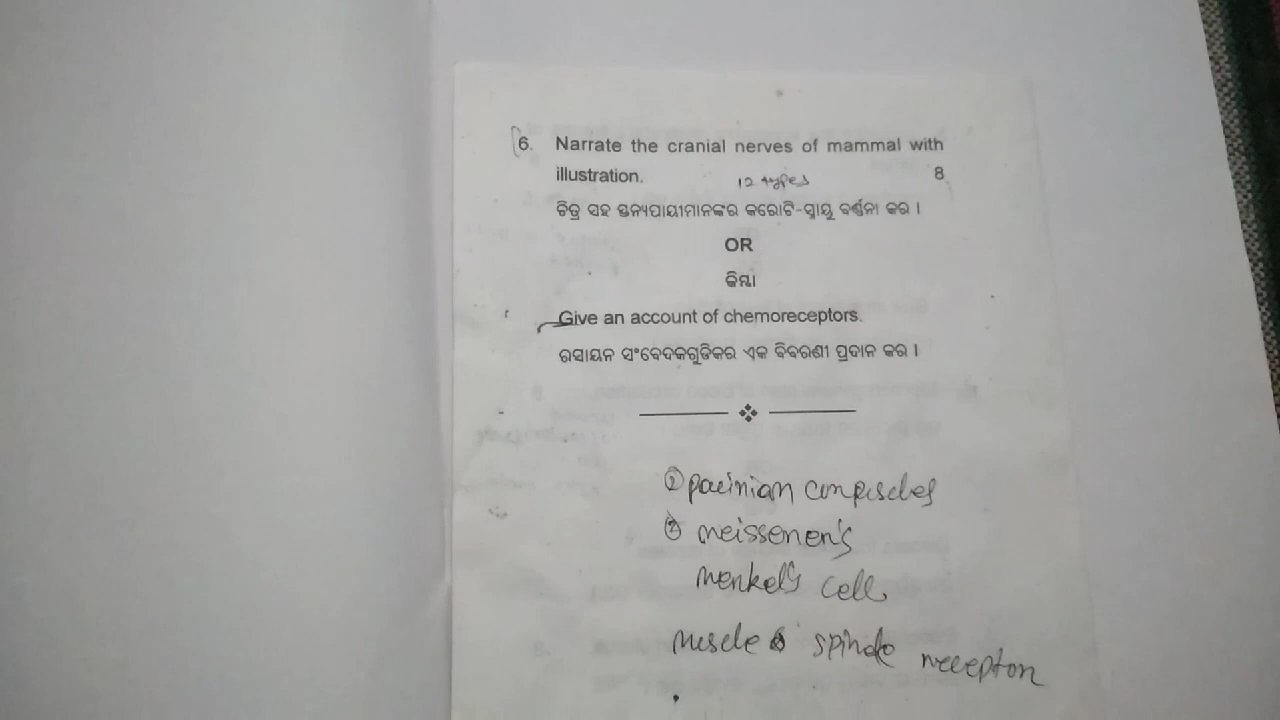 6. Narrate the cranial nerves of mammal with
illustration. 12 types 8
ଚିତ୍ର ସହ ସ୍ତନ୍ୟପାୟୀମାନଙ୍କର କରୋଟି-ସ୍ନାୟୁ ବର୍ଣ୍ଣନା କର ।
OR
କିମ୍ବା
Give an account of chemoreceptors.
ରସାୟନ ସଂବେଦକଗୁଡିକର ଏକ ବିବରଣୀ ପ୍ରଦାନ କର ।
① pacinian corpuscles
② meissener's
merkel's cell
muscle spindle receptor